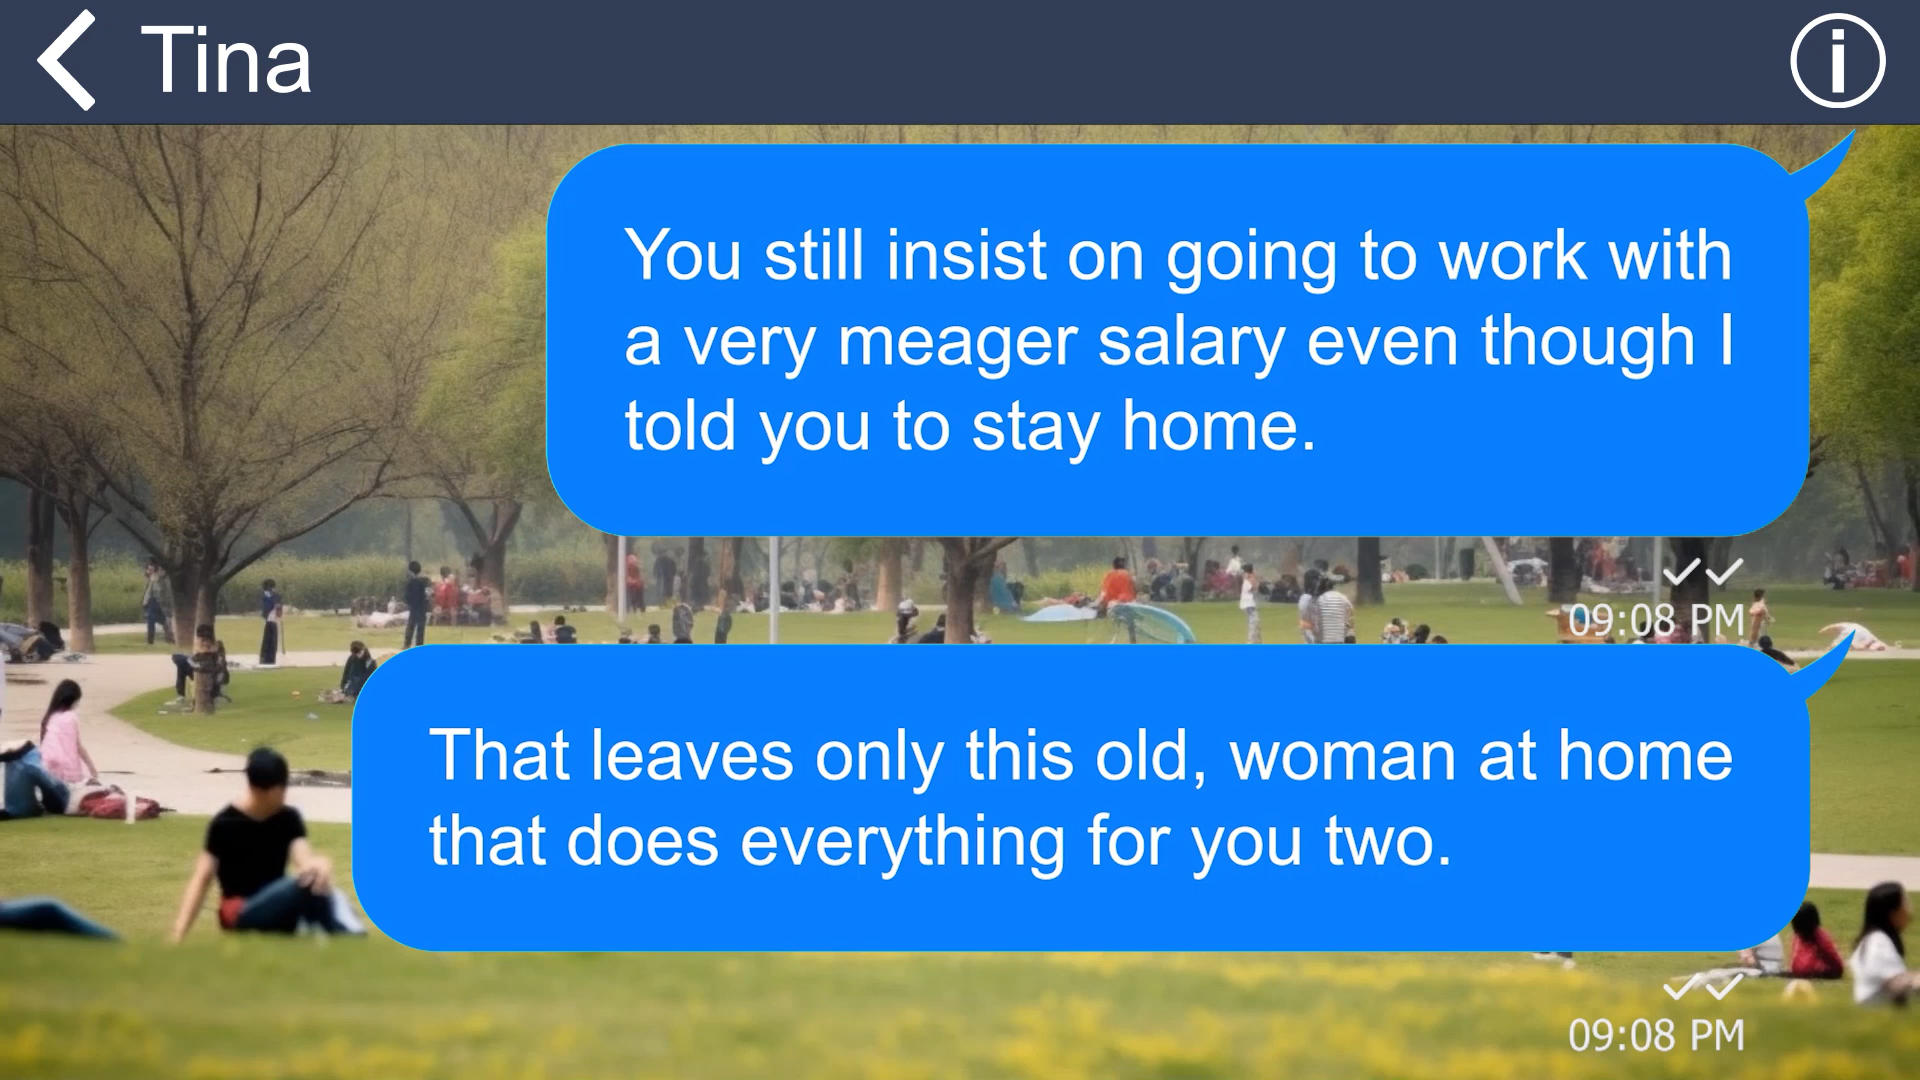 Tina
You still insist on going to work with
a very meager salary even though I
told you to stay home.
09:08 PM
That leaves only this old, woman at home
that does everything for you two.
09:08 PM